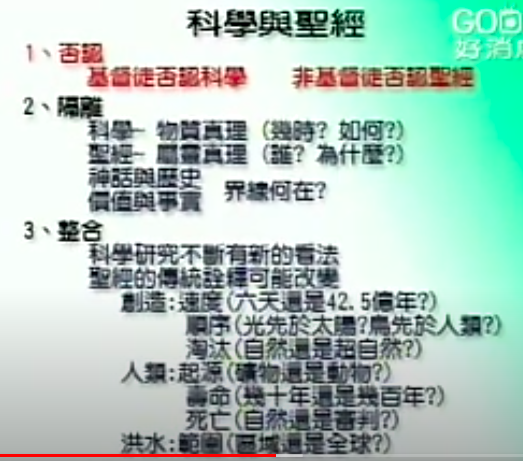 科學與聖經
GOO
好消息
1、否認
基督徒否認科學 非基督徒否認聖經
2、隔離
科學－ 物質真理 (幾時? 如何?)
聖經－ 屬靈真理 (誰? 為什麼?)
神話與歷史
價值與事實 界線何在?
3、整合
科學研究不斷有新的看法
聖經的傳統詮釋可能改變
創造:速度(六天還是42.5億年?)
順序(光先於太陽?鳥先於人類?)
淘汰(自然還是超自然?)
人類:起源(礦物還是動物?)
壽命(幾十年還是幾百年?)
死亡(自然還是審判?)
洪水:範圍(區域還是全球?)